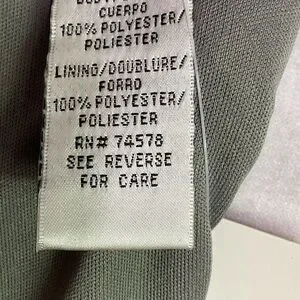 CUERPO
100% POLYESTER/
POLIESTER
LINING/DOUBLURE/
FORRO
100% POLYESTER/
POLIESTER
RN# 74578
SEE REVERSE
FOR CARE